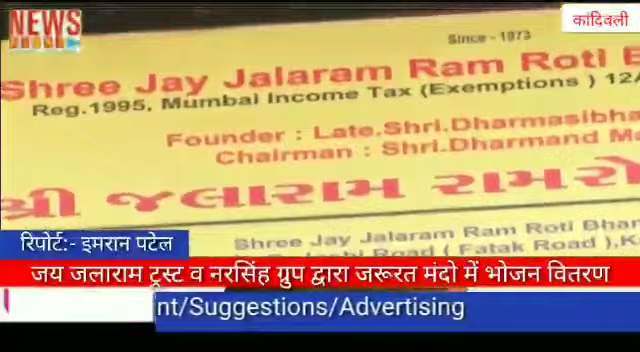 NEWS
कांदिवली
Since - 1973
Shree Jay Jalaram Ram Roti B
Reg.1995, Mumbai Income Tax (Exemptions) 12A
Founder : Late.Shri.Dharmasibha
Chairman : Shri.Dharmand Ma
શ્રી જલારામ રામરો
Shree Jay Jalaram Ram Roti Bhan
Road ( Fatak Road ),K
रिपोर्ट:- इमरान पटेल
जय जलाराम ट्रस्ट व नरसिंह ग्रुप द्वारा जरूरत मंदो में भोजन वितरण
nt/Suggestions/Advertising